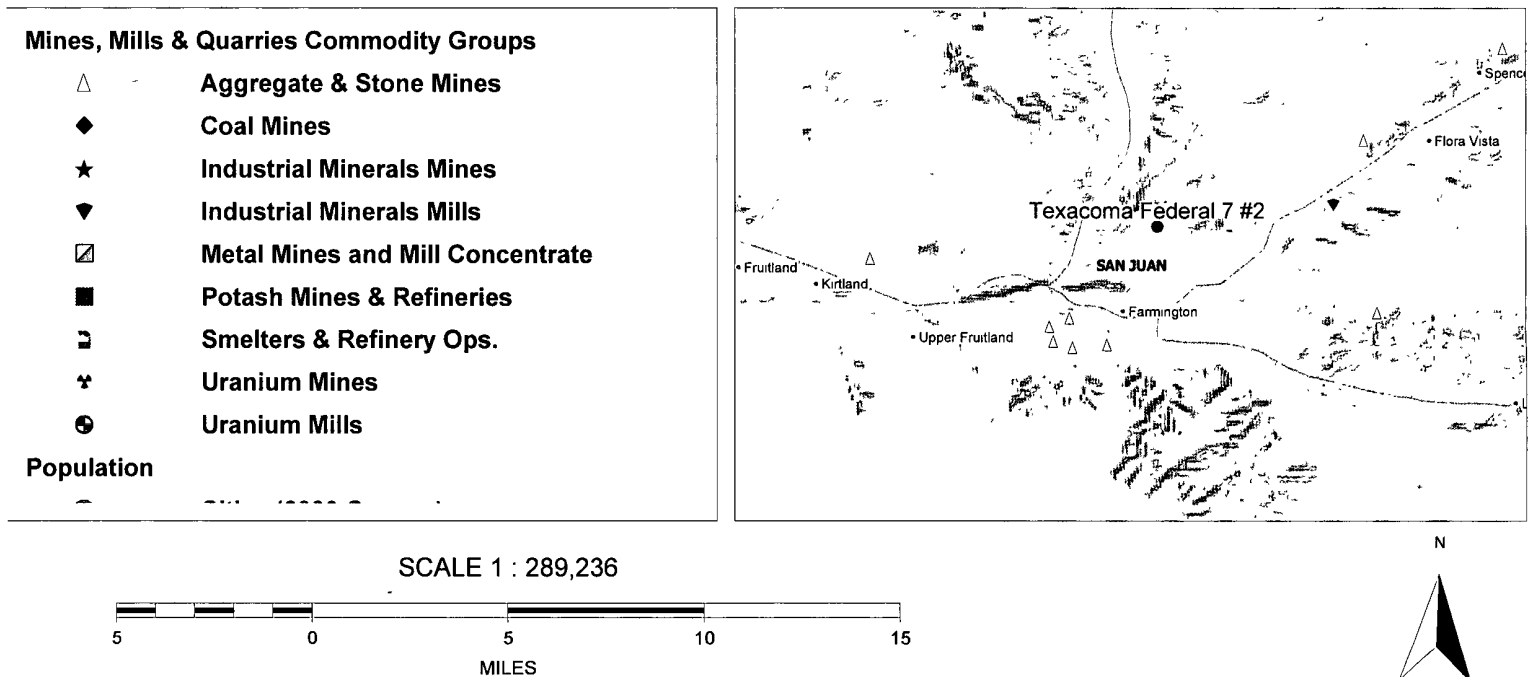 Mines, Mills & Quarries Commodity Groups
Aggregate & Stone Mines
Coal Mines
Industrial Minerals Mines
Industrial Minerals Mills
Metal Mines and Mill Concentrate
Potash Mines & Refineries
Smelters & Refinery Ops.
Uranium Mines
Uranium Mills
Population
Spenc
Flora Vista
Texacoma Federal 7 #2
SAN JUAN
Fruitland
Kirtland
Farmington
Upper Fruitland
SCALE 1 : 289,236
5 0 5 10 15
MILES
N